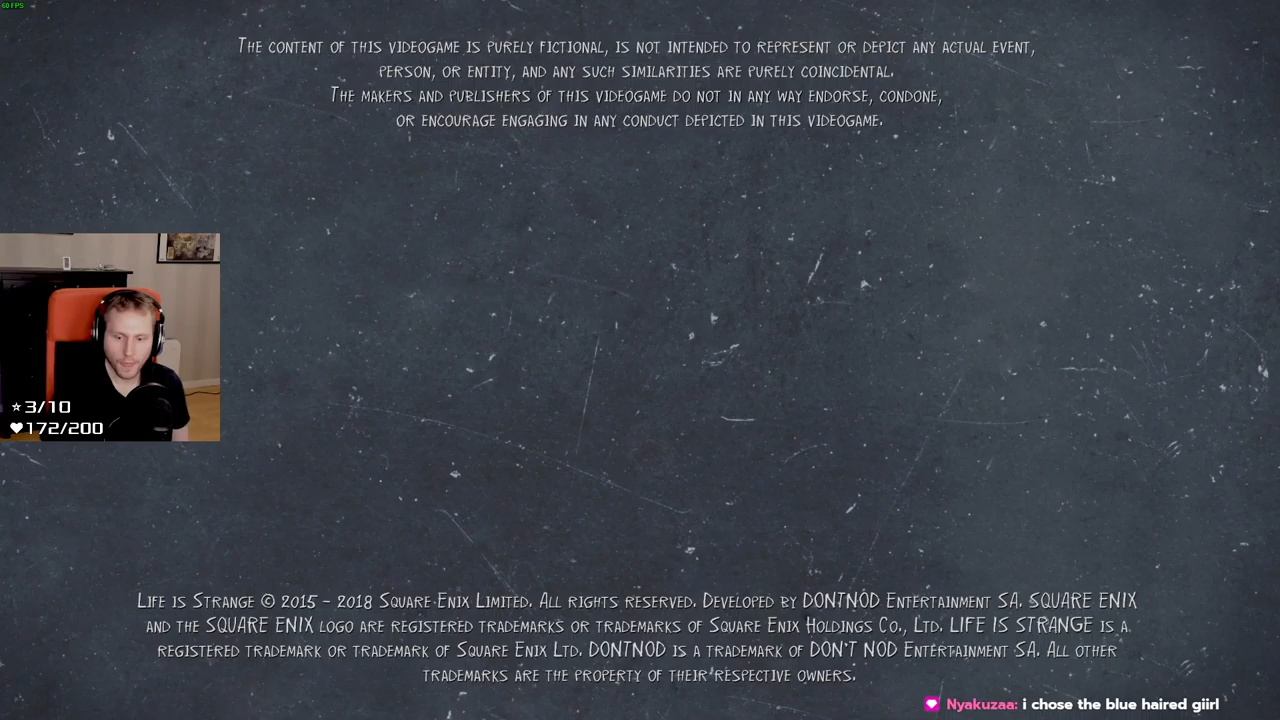 60 FPS
The content of this videogame is purely fictional, is not intended to represent or depict any actual event,
person, or entity, and any such similarities are purely coincidental.
The makers and publishers of this videogame do not in any way endorse, condone,
or encourage engaging in any conduct depicted in this videogame.
3/10
172/200
Life is Strange © 2015 - 2018 Square Enix Limited. All rights reserved. Developed by DONTNOD Entertainment SA. SQUARE ENIX
and the SQUARE ENIX logo are registered trademarks or trademarks of Square Enix Holdings Co., Ltd. LIFE IS STRANGE is a
registered trademark or trademark of Square Enix Ltd. DONTNOD is a trademark of DON'T NOD Entertainment SA. All other
trademarks are the property of their respective owners.
Nyakuzaa: i chose the blue haired giirl